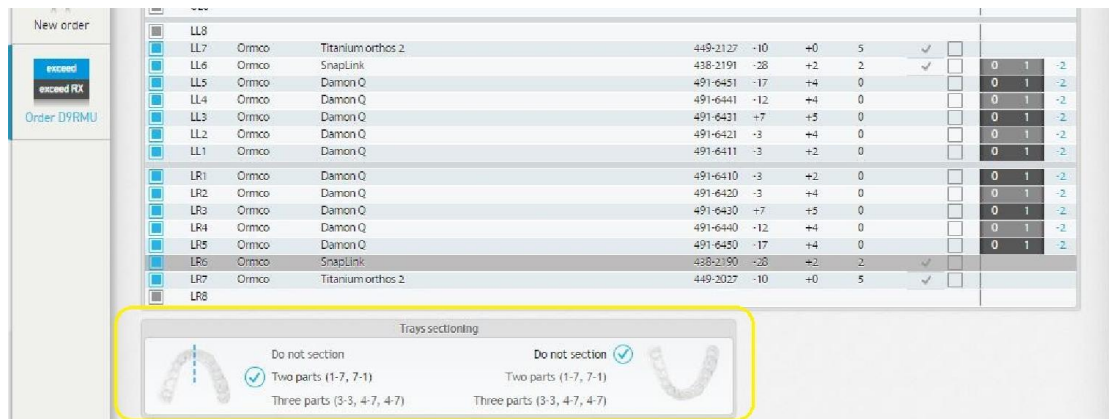 New order
exceed
exceed RX
Order D9RMU
LL8
LL7 Ormco Titanium orthos 2 449-2127 -10 +0 5
LL6 Ormco SnapLink 438-2191 -28 +2 2 0 1 -2
LL5 Ormco Damon Q 491-6451 -17 +4 0 0 1 -2
LL4 Ormco Damon Q 491-6441 -12 +4 0 0 1 -2
LL3 Ormco Damon Q 491-6431 +7 +5 0 0 1 -2
LL2 Ormco Damon Q 491-6421 -3 +4 0 0 1 -2
LL1 Ormco Damon Q 491-6411 -3 +2 0 0 1 -2
LR1 Ormco Damon Q 491-6410 -3 +2 0 0 1 -2
LR2 Ormco Damon Q 491-6420 -3 +4 0 0 1 -2
LR3 Ormco Damon Q 491-6430 +7 +5 0 0 1 -2
LR4 Ormco Damon Q 491-6440 -12 +4 0 0 1 -2
LR5 Ormco Damon Q 491-6450 -17 +4 0 0 1 -2
LR6 Ormco SnapLink 438-2190 -28 +2 2
LR7 Ormco Titanium orthos 2 449-2027 -10 +0 5
LR8
Trays sectioning
Do not section Do not section
Two parts (1-7, 7-1) Two parts (1-7, 7-1)
Three parts (3-3, 4-7, 4-7) Three parts (3-3, 4-7, 4-7)